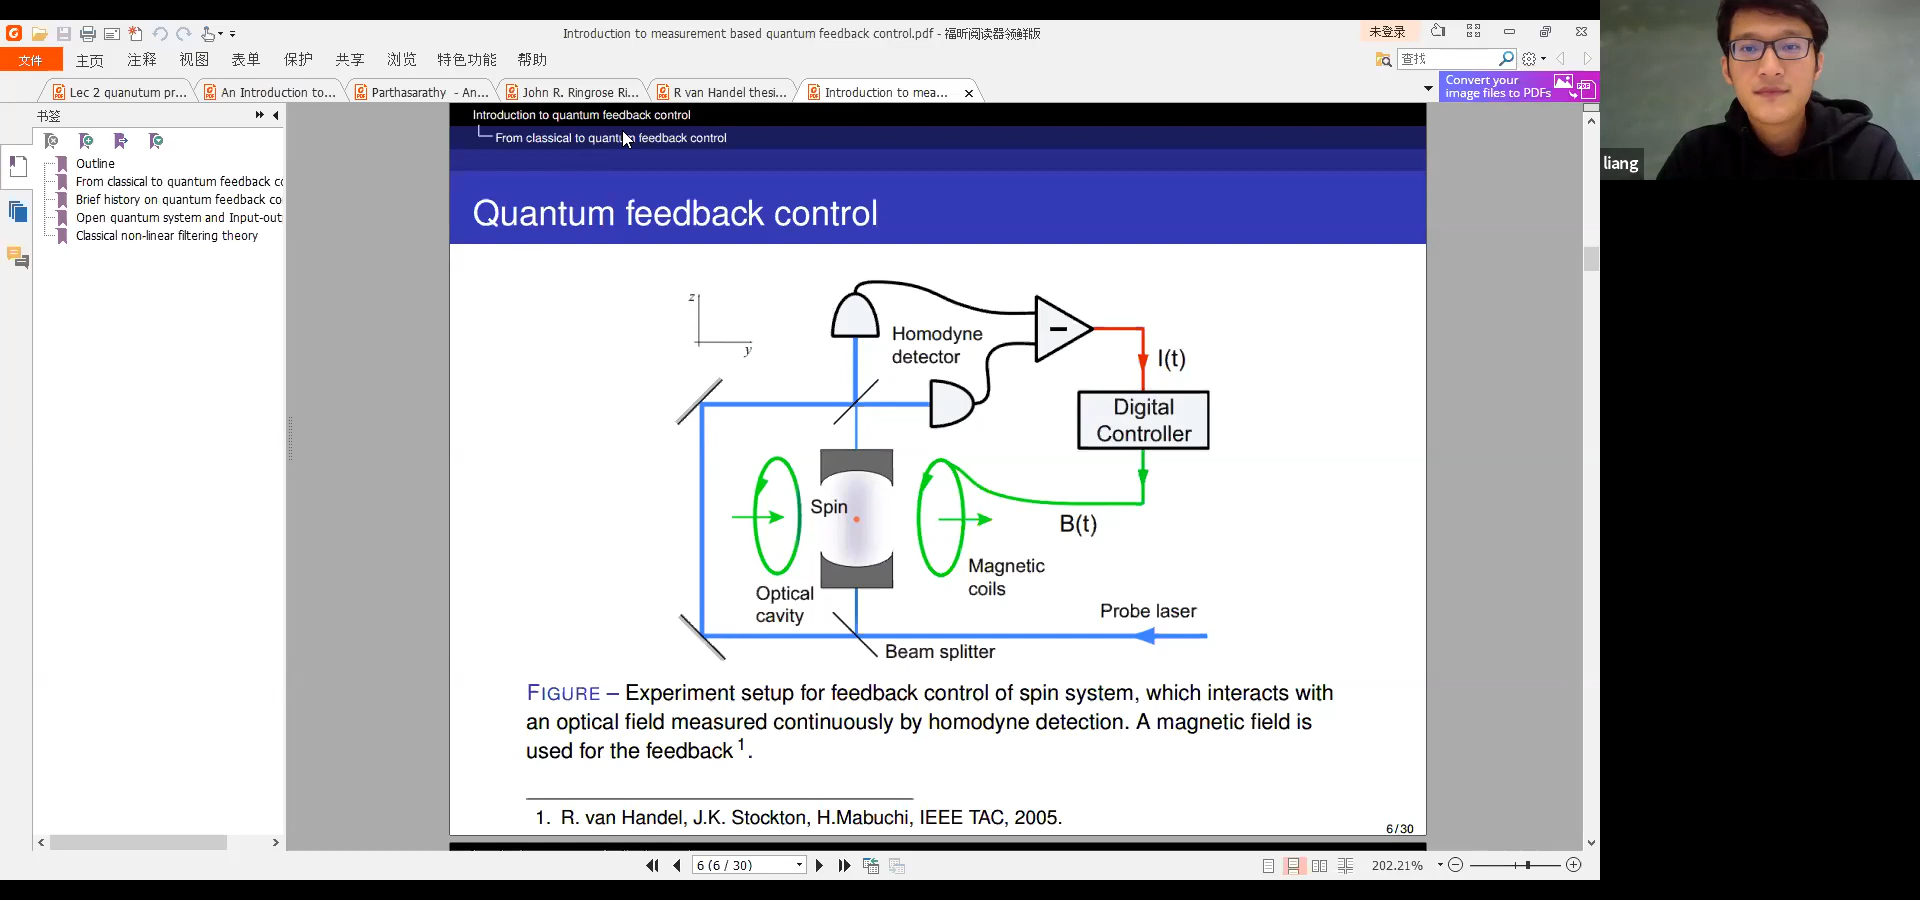 Introduction to measurement based quantum feedback control.pdf - 福昕阅读器领鲜版
未登录
文件 主页 注释 视图 表单 保护 共享 浏览 特色功能 帮助
查找
Lec 2 quanutum pr...
An Introduction to...
Parthasarathy - An...
John R. Ringrose Ri...
R van Handel thesi...
Introduction to mea...
Convert your
image files to PDFs
liang
书签
Outline
From classical to quantum feedback co
Brief history on quantum feedback co
Open quantum system and Input-out
Classical non-linear filtering theory
Introduction to quantum feedback control
From classical to quantum feedback control
Quantum feedback control
z
y
Homodyne
detector
I(t)
Digital
Controller
Spin
B(t)
Magnetic
coils
Optical
cavity
Probe laser
Beam splitter
FIGURE – Experiment setup for feedback control of spin system, which interacts with
an optical field measured continuously by homodyne detection. A magnetic field is
used for the feedback 1.
1. R. van Handel, J.K. Stockton, H.Mabuchi, IEEE TAC, 2005.
6/30
6 (6 / 30)
202.21%